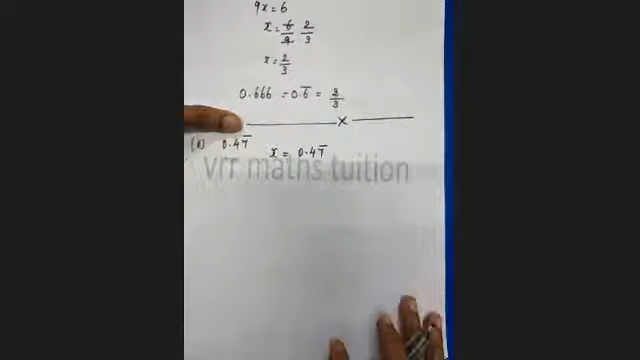 9x = 6
x = 6/9 2/3
x = 2/3
0.666 = 0.6̅ = 2/3
x
(ii) 0.47̅ x = 0.47̅
vrr maths tuition